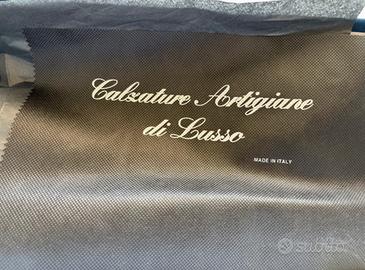 Calzature Artigiane
di Lusso
MADE IN ITALY
subito